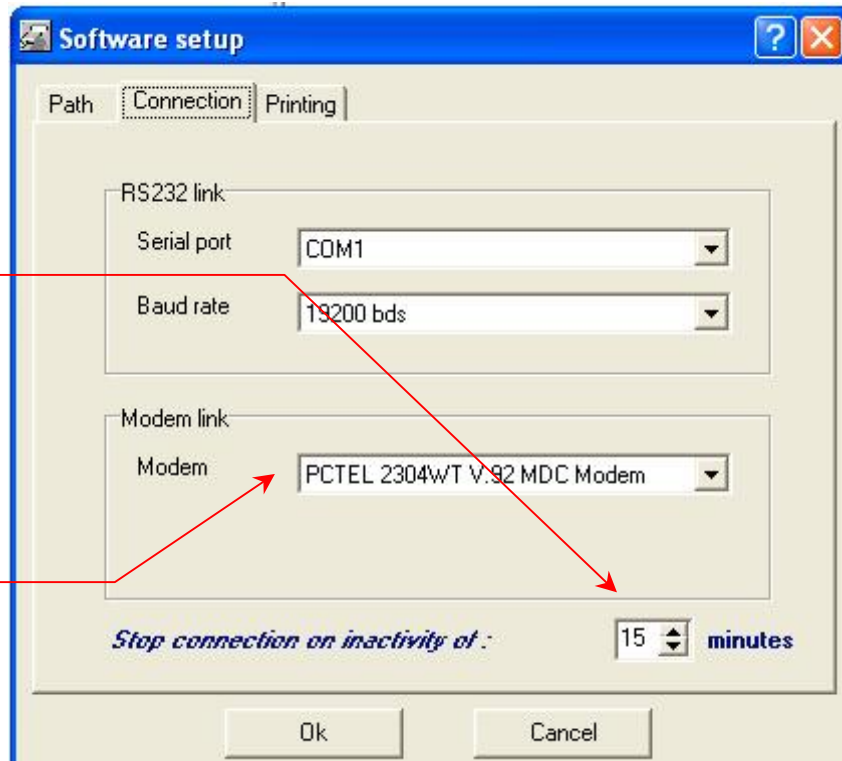 Software setup
Path Connection Printing
RS232 link
Serial port COM1
Baud rate 19200 bds
Modem link
Modem PCTEL 2304WT V.92 MDC Modem
Stop connection on inactivity of : 15 minutes
Ok Cancel